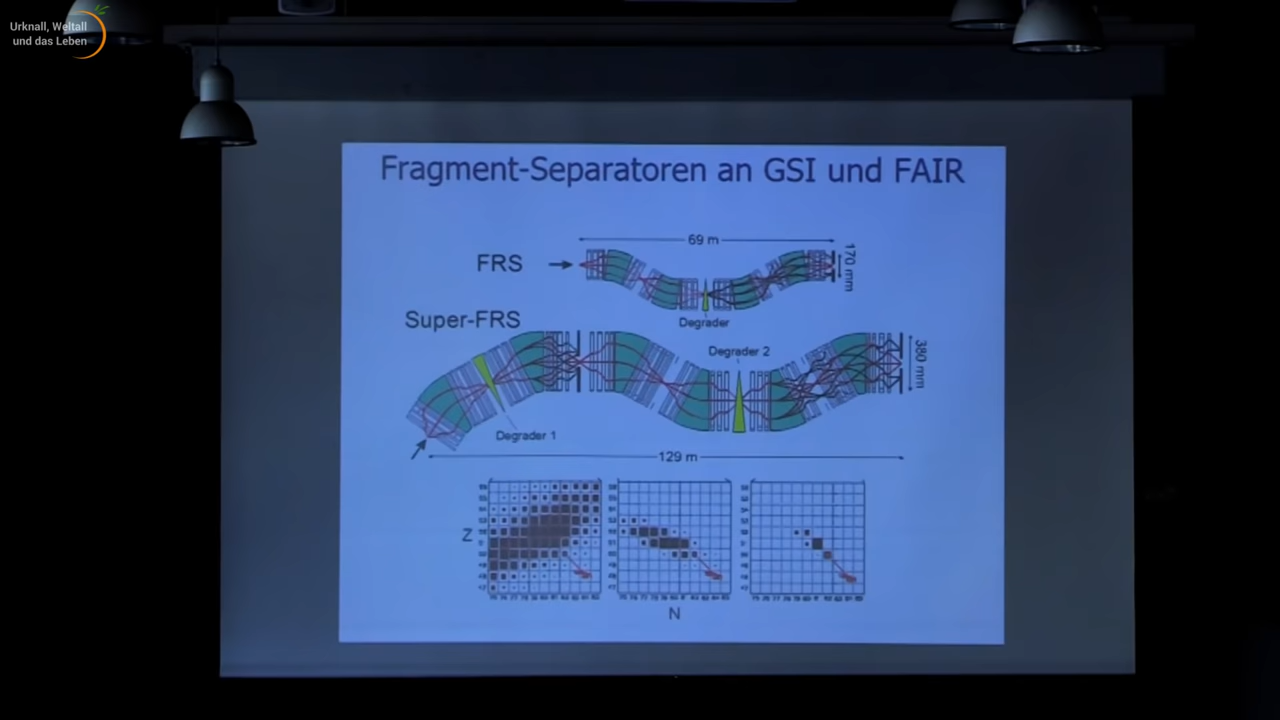 Urknall, Weltall
und das Leben
Fragment-Separatoren an GSI und FAIR
69 m
170 mm
FRS
Degrader
Super-FRS
Degrader 2
380 mm
Degrader 1
129 m
Z
N